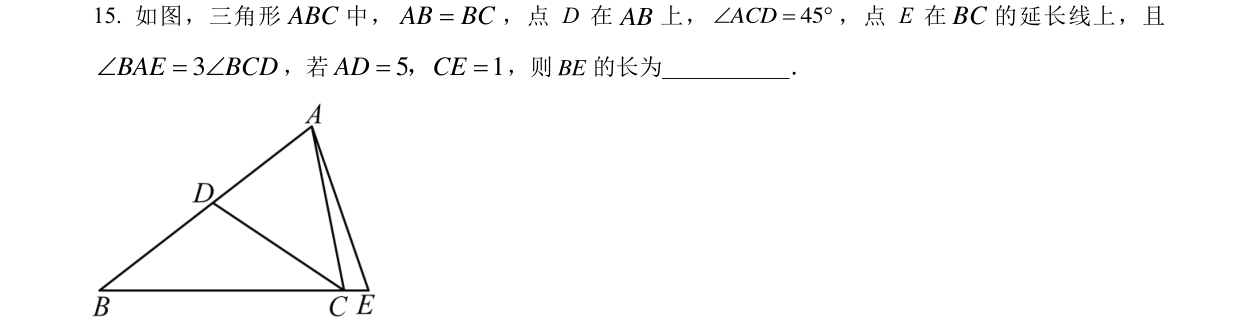 15. 如图，三角形 ABC 中， AB = BC ，点 D 在 AB 上， ∠ACD = 45° ，点 E 在 BC 的延长线上，且
∠BAE = 3∠BCD ，若 AD = 5， CE = 1，则 BE 的长为___________.
A
D
B
C E